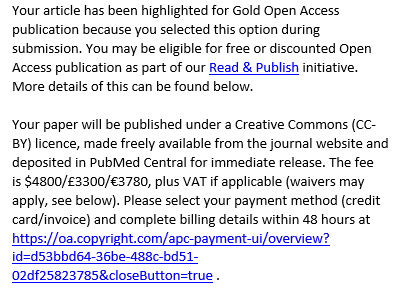 Your article has been highlighted for Gold Open Access
publication because you selected this option during
submission. You may be eligible for free or discounted Open
Access publication as part of our Read & Publish initiative.
More details of this can be found below.
Your paper will be published under a Creative Commons (CC-
BY) licence, made freely available from the journal website and
deposited in PubMed Central for immediate release. The fee
is $4800/£3300/€3780, plus VAT if applicable (waivers may
apply, see below). Please select your payment method (credit
card/invoice) and complete billing details within 48 hours at
https://oa.copyright.com/apc-payment-ui/overview?
id=d53bbd64-36be-488c-bd51-
02df25823785&closeButton=true .